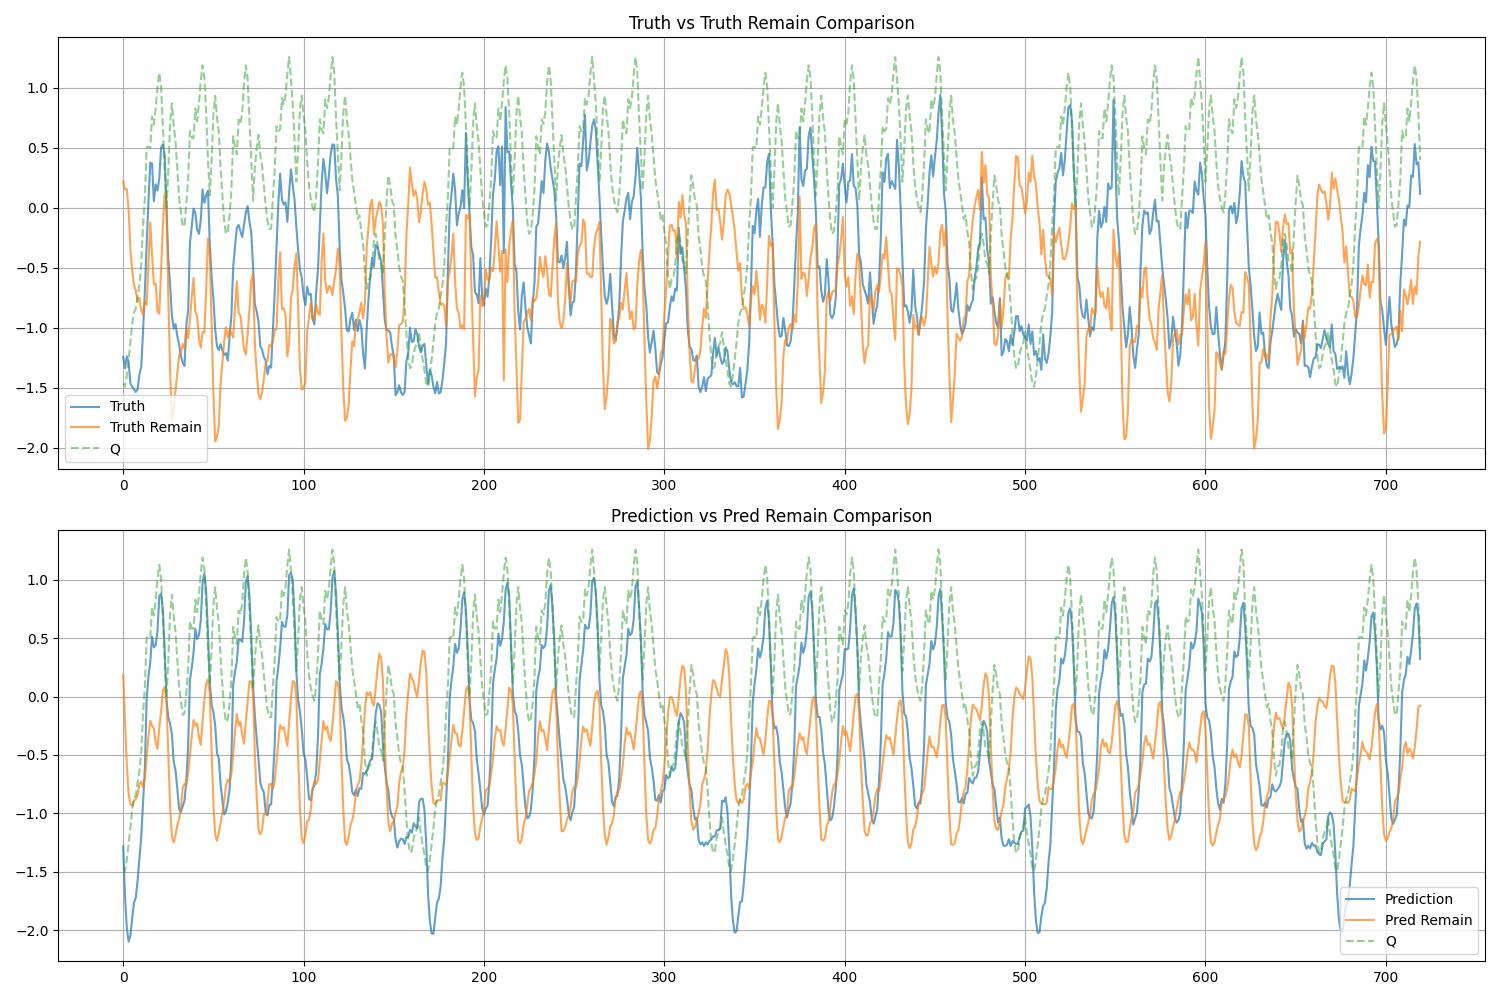 Truth vs Truth Remain Comparison
1.0
0.5
0.0
−0.5
−1.0
−1.5
−2.0
Truth
Truth Remain
Q
0 100 200 300 400 500 600 700
Prediction vs Pred Remain Comparison
1.0
0.5
0.0
−0.5
−1.0
−1.5
−2.0
Prediction
Pred Remain
Q
0 100 200 300 400 500 600 700